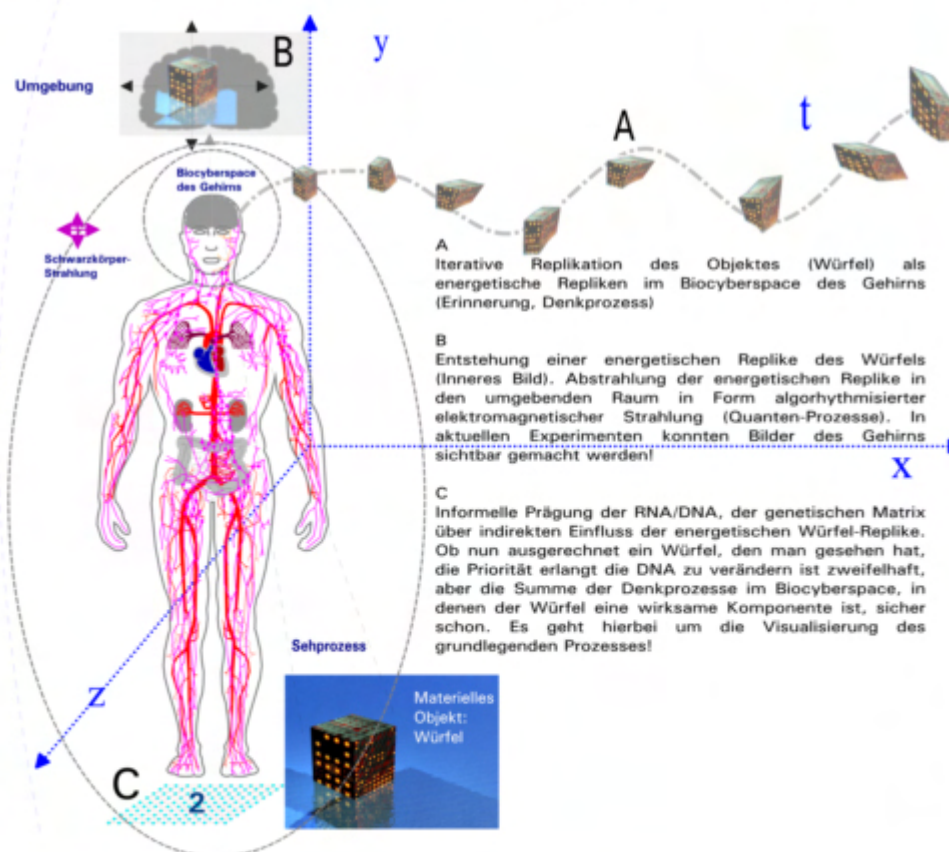 B
y
Umgebung
t
A
Biocyberspace
des Gehirns
Schwarzkörper-
Strahlung
A
Iterative Replikation des Objektes (Würfel) als
energetische Repliken im Biocyberspace des Gehirns
(Erinnerung, Denkprozess)
B
Entstehung einer energetischen Replike des Würfels
(Inneres Bild). Abstrahlung der energetischen Replike in
den umgebenden Raum in Form algorhythmisierter
elektromagnetischer Strahlung (Quanten-Prozesse). In
aktuellen Experimenten konnten Bilder des Gehirns
sichtbar gemacht werden!
x
C
Informelle Prägung der RNA/DNA, der genetischen Matrix
über indirekten Einfluss der energetischen Würfel-Replike.
Ob nun ausgerechnet ein Würfel, den man gesehen hat,
die Priorität erlangt die DNA zu verändern ist zweifelhaft,
aber die Summe der Denkprozesse im Biocyberspace, in
denen der Würfel eine wirksame Komponente ist, sicher
schon. Es geht hierbei um die Visualisierung des
grundlegenden Prozesses!
Sehprozess
z
Materielles
Objekt:
Würfel
C
2